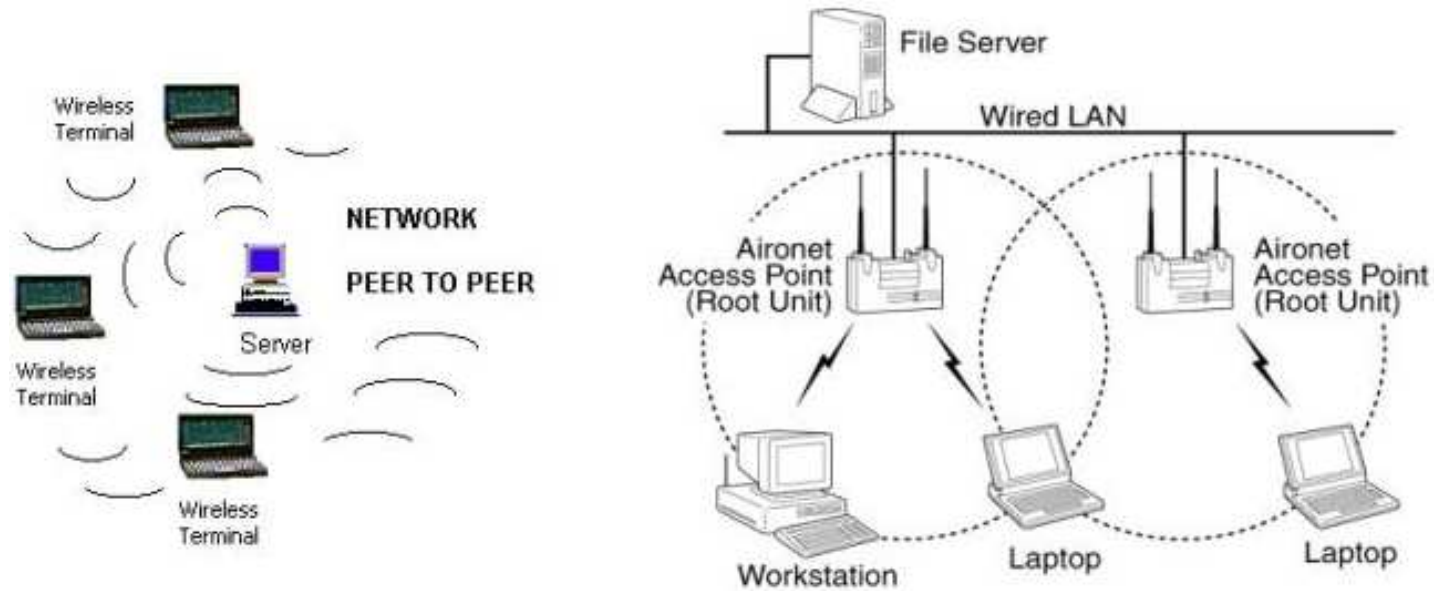 Wireless
Terminal
NETWORK
PEER TO PEER
Server
Wireless
Terminal
Wireless
Terminal
File Server
Wired LAN
Aironet
Access Point
(Root Unit)
Aironet
Access Point
(Root Unit)
Workstation
Laptop
Laptop